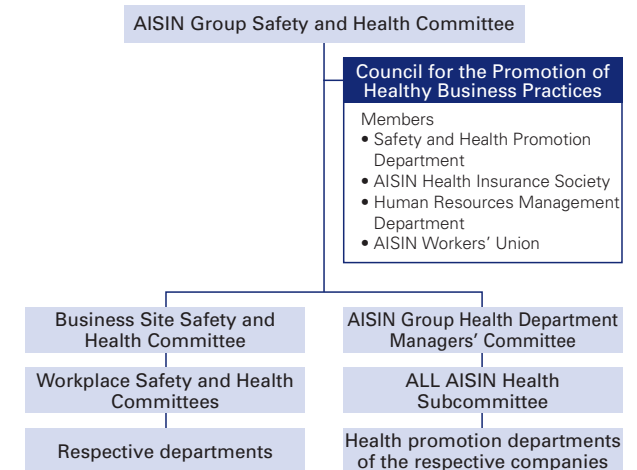 AISIN Group Safety and Health Committee
Council for the Promotion of
Healthy Business Practices
Members
• Safety and Health Promotion
Department
• AISIN Health Insurance Society
• Human Resources Management
Department
• AISIN Workers’ Union
Business Site Safety and
Health Committee
AISIN Group Health Department
Managers’ Committee
Workplace Safety and Health
Committees
ALL AISIN Health
Subcommittee
Respective departments
Health promotion departments
of the respective companies